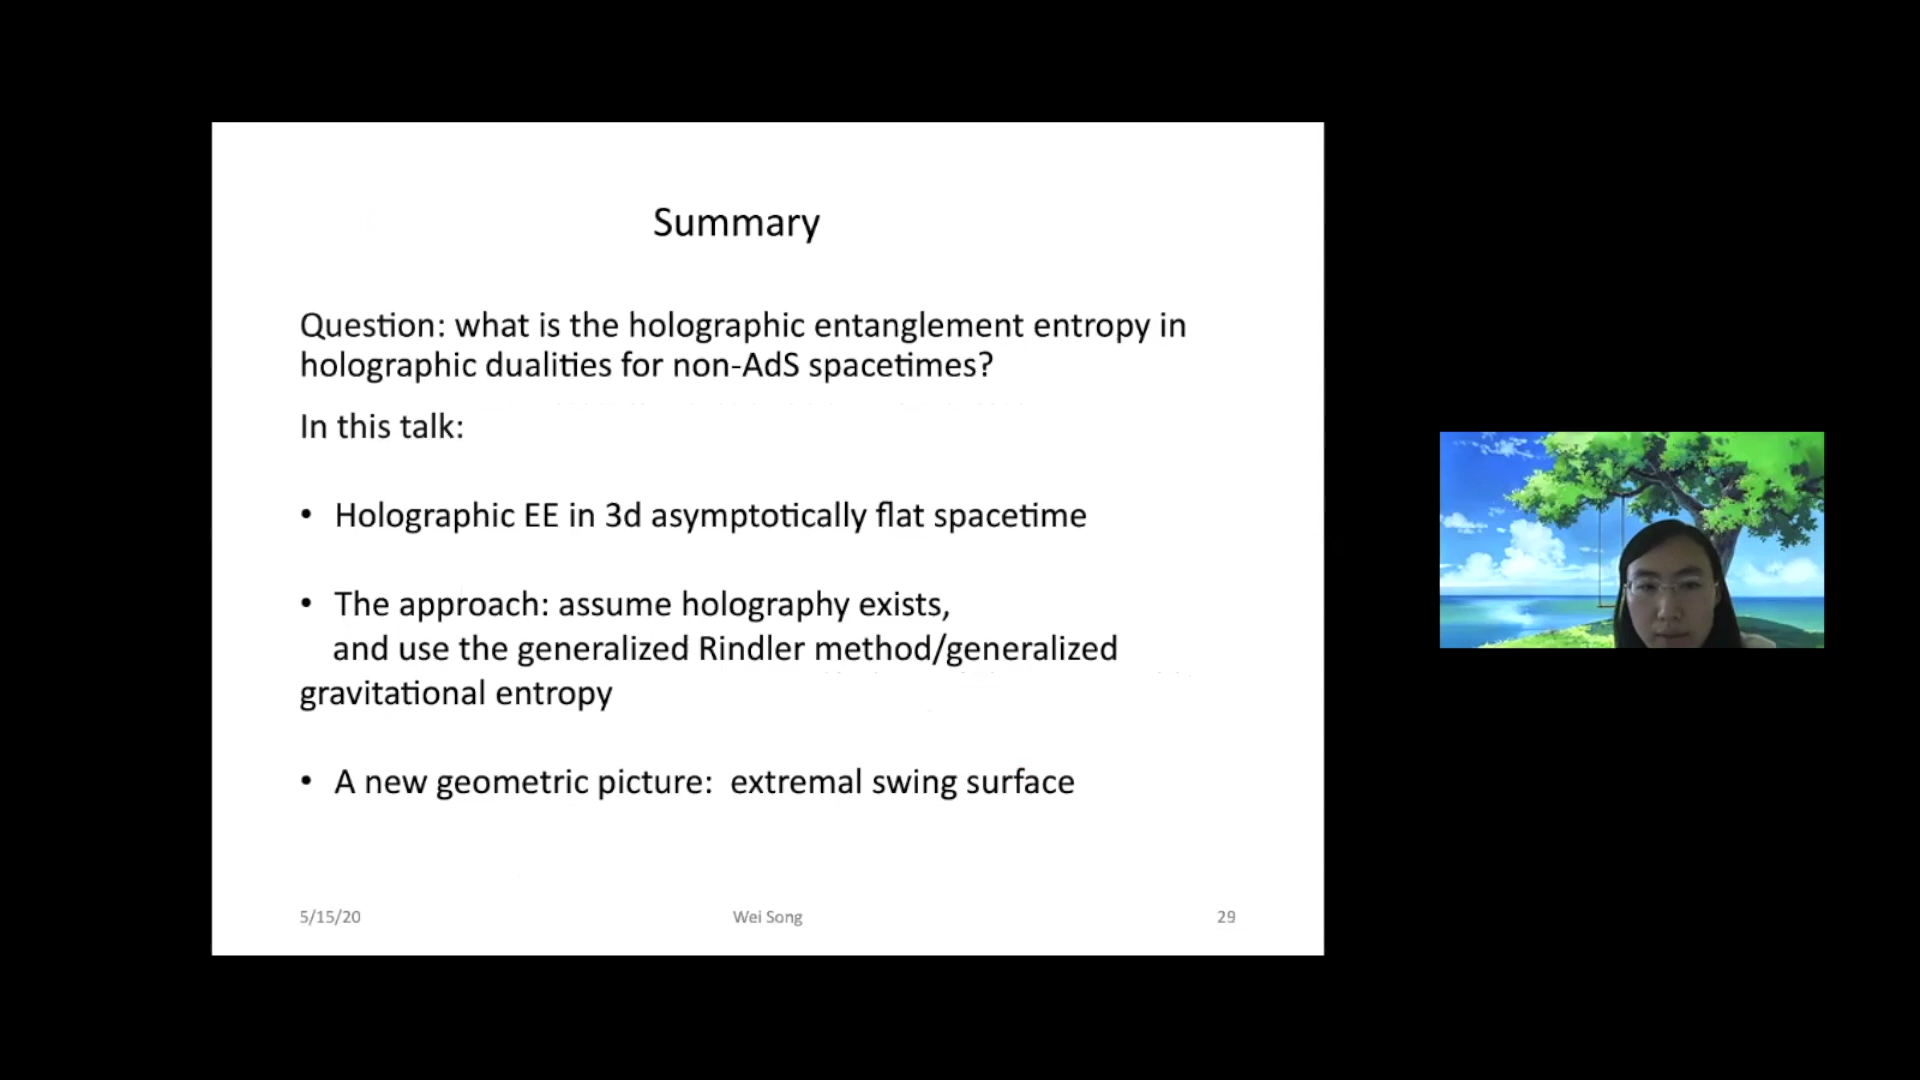 Summary
Question: what is the holographic entanglement entropy in
holographic dualities for non-AdS spacetimes?
In this talk:
• Holographic EE in 3d asymptotically flat spacetime
• The approach: assume holography exists,
and use the generalized Rindler method/generalized
gravitational entropy
• A new geometric picture: extremal swing surface
5/15/20 Wei Song 29